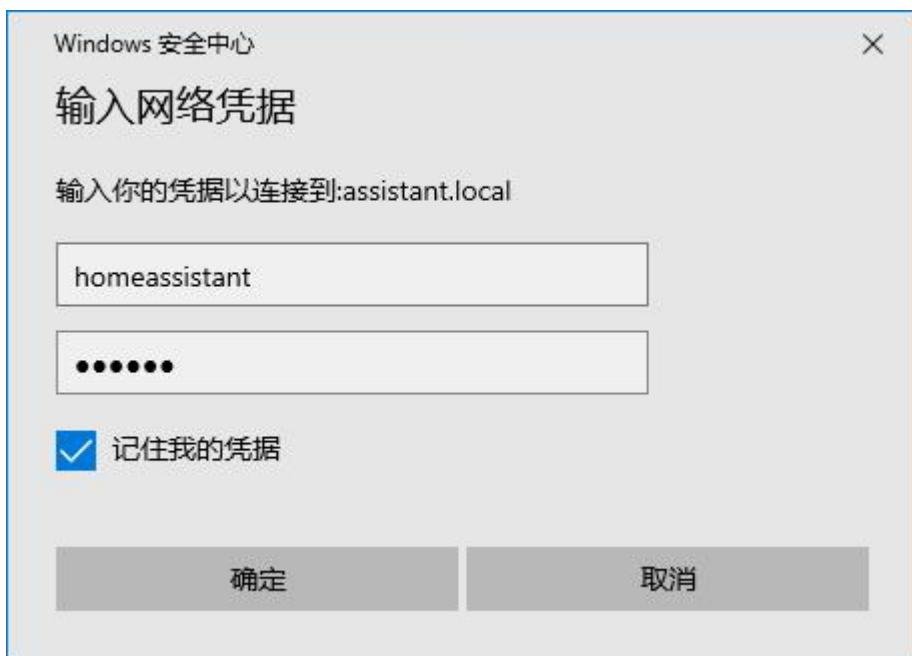 Windows 安全中心
输入网络凭据
输入你的凭据以连接到:assistant.local
homeassistant
●●●●●●
记住我的凭据
确定
取消